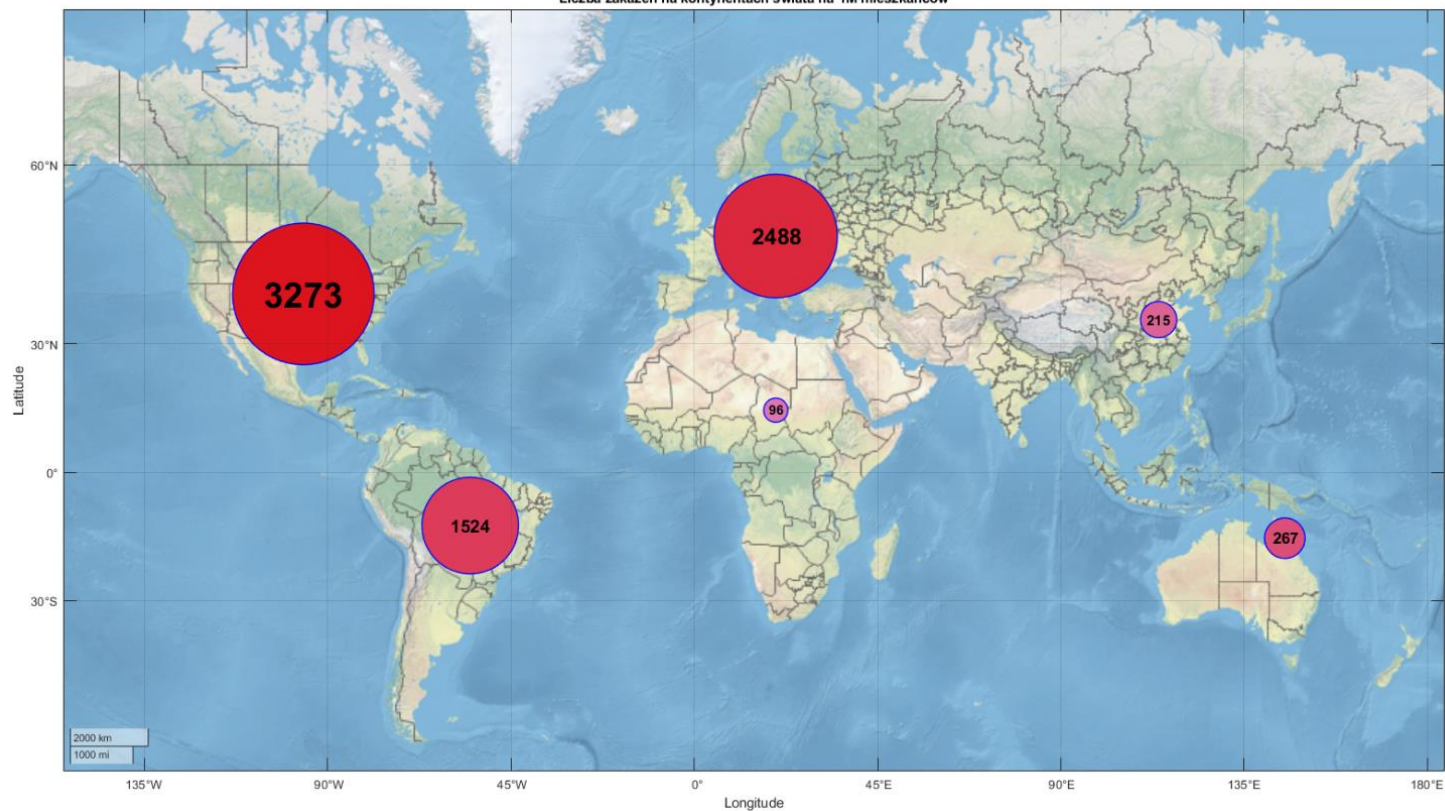 Liczba zakażeń na kontynentach świata na 1M mieszkańców
60°N
2488
3273
215
30°N
Latitude
96
0°
1524
267
30°S
2000 km
1000 mi
135°W
90°W
45°W
0°
45°E
90°E
135°E
180°E
Longitude